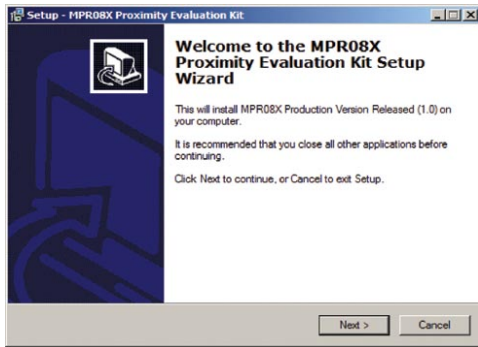 Setup - MPR08X Proximity Evaluation Kit
Welcome to the MPR08X
Proximity Evaluation Kit Setup
Wizard
This will install MPR08X Production Version Released (1.0) on
your computer.
It is recommended that you close all other applications before
continuing.
Click Next to continue, or Cancel to exit Setup.
Next >
Cancel